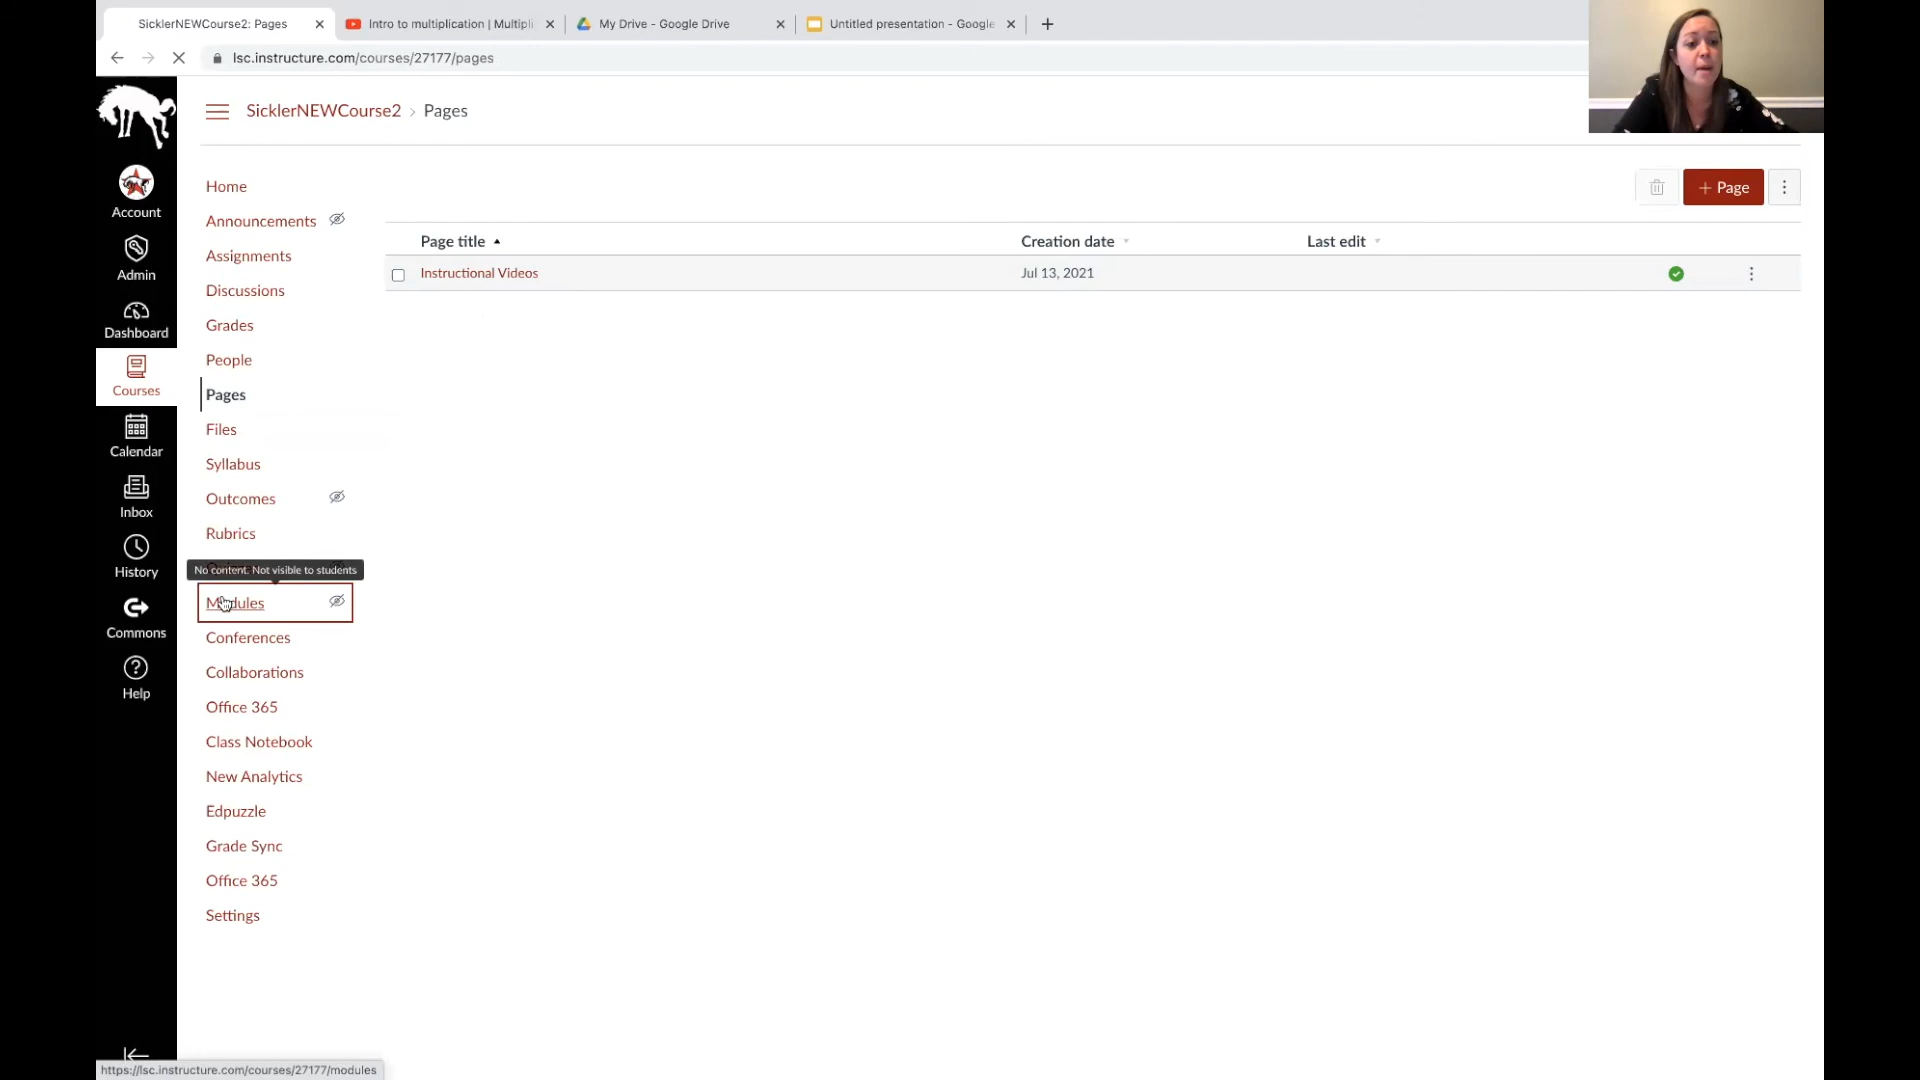 SicklerNEWCourse2: Pages
Intro to multiplication | Multipli
My Drive - Google Drive
Untitled presentation - Google
lsc.instructure.com/courses/27177/pages
SicklerNEWCourse2 › Pages
Account
Admin
Dashboard
Courses
Calendar
Inbox
History
Commons
Help
Home
Announcements
Assignments
Discussions
Grades
People
Pages
Files
Syllabus
Outcomes
Rubrics
No content. Not visible to students
Modules
Conferences
Collaborations
Office 365
Class Notebook
New Analytics
Edpuzzle
Grade Sync
Office 365
Settings
+ Page
Page title Creation date Last edit
Instructional Videos Jul 13, 2021
https://lsc.instructure.com/courses/27177/modules